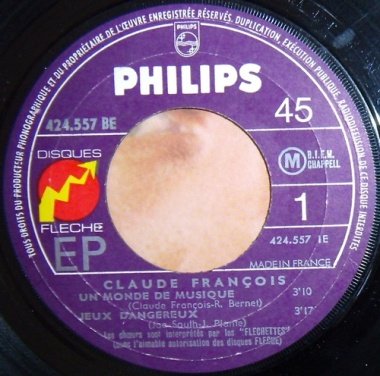 TOUS DROITS DU PRODUCTEUR PHONOGRAPHIQUE ET DU PROPRIÉTAIRE DE L'ŒUVRE ENREGISTRÉE RÉSERVÉS. DUPLICATION, EXÉCUTION PUBLIQUE, RADIODIFFUSION DE CE DISQUE INTERDITES
PHILIPS
PHILIPS
424.557 BE
45
DISQUES
FLECHE
M B.I.E.M.
CHAPPELL
1
EP
424.557 1E
MADE IN FRANCE
CLAUDE FRANÇOIS
UN MONDE DE MUSIQUE 3'10
(Claude François-R. Bernet)
JEUX DANGEREUX 3'17
(Joe South-J. Plante)
Les chœurs sont interprétés par les "FLECHETTES"
(avec l'aimable autorisation des disques FLECHE)